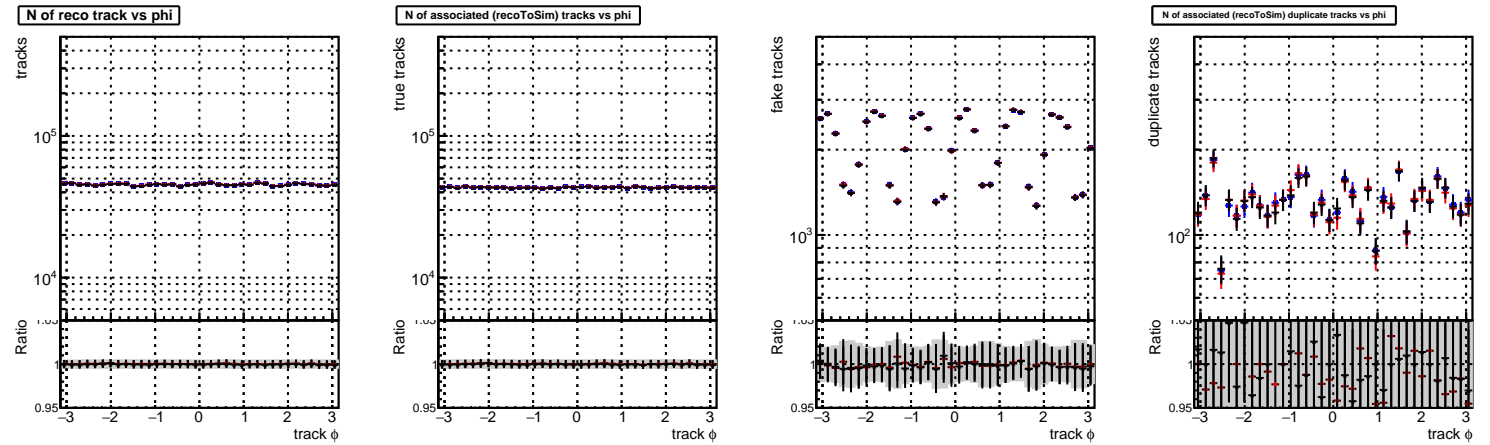 N of reco track vs phi
tracks
10^5
10^4
Ratio
1
0.95
−3 −2 −1 0 1 2 3
track ϕ
N of associated (recoToSim) tracks vs phi
true tracks
10^5
10^4
Ratio
1
0.95
−3 −2 −1 0 1 2 3
track ϕ
fake tracks
10^3
Ratio
1
0.95
−3 −2 −1 0 1 2 3
track ϕ
N of associated (recoToSim) duplicate tracks vs phi
duplicate tracks
10^2
Ratio
1
0.95
−3 −2 −1 0 1 2 3
track ϕ